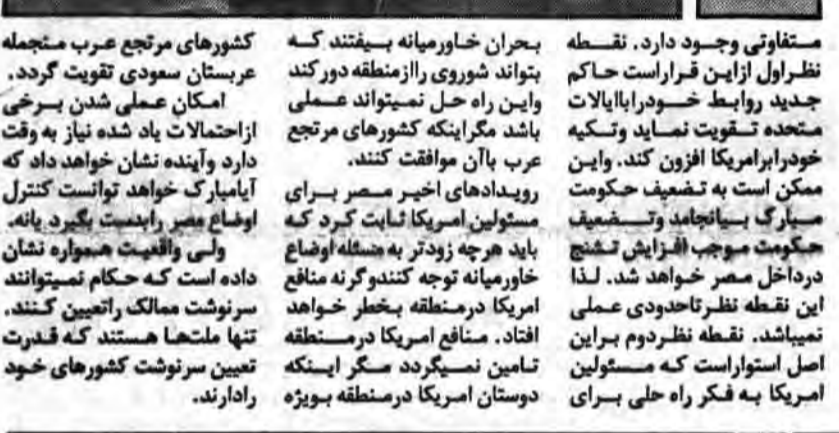 متفاوتی وجود دارد. نقطه
نظراول ازاین قراراست حاکم
جدید روابط خودراباایالات
متحده تقویت نماید وتکیه
خودرابرامریکا افزون کند. واین
ممکن است به تضعیف حکومت
مبارک بیانجامد وتضعیف
حکومت موجب افزایش تشنج
درداخل مصر خواهد شد. لذا
این نقطه نظرتاحدودی عملی
نمیباشد. نقطه نظردوم براین
اصل استواراست که مسئولین
امریکا به فکر راه حلی برای
بحران خاورمیانه بیفتند که
بتواند شوروی راازمنطقه دور کند
واین راه حل نمیتواند عملی
باشد مگراینکه کشورهای مرتجع
عرب باآن موافقت کنند.
رویدادهای اخیر مصر برای
مسئولین امریکا ثابت کرد که
باید هرچه زودتر به مسئله اوضاع
خاورمیانه توجه کنندوگرنه منافع
امریکا درمنطقه بخطر خواهد
افتاد. منافع امریکا درمنطقه
تامین نمیگردد مگر اینکه
دوستان امریکا درمنطقه بویژه
کشورهای مرتجع عرب منجمله
عربستان سعودی تقویت گردد.
امکان عملی شدن برخی
ازاحتمالات یاد شده نیاز به وقت
دارد وآینده نشان خواهد داد که
آیامبارک خواهد توانست کنترل
اوضاع مصر رابدست بگیرد یانه.
ولی واقعیت همواره نشان
داده است که حکام نمیتوانند
سرنوشت ممالک راتعیین کنند.
تنها ملتها هستند که قدرت
تعیین سرنوشت کشورهای خود
رادارند.